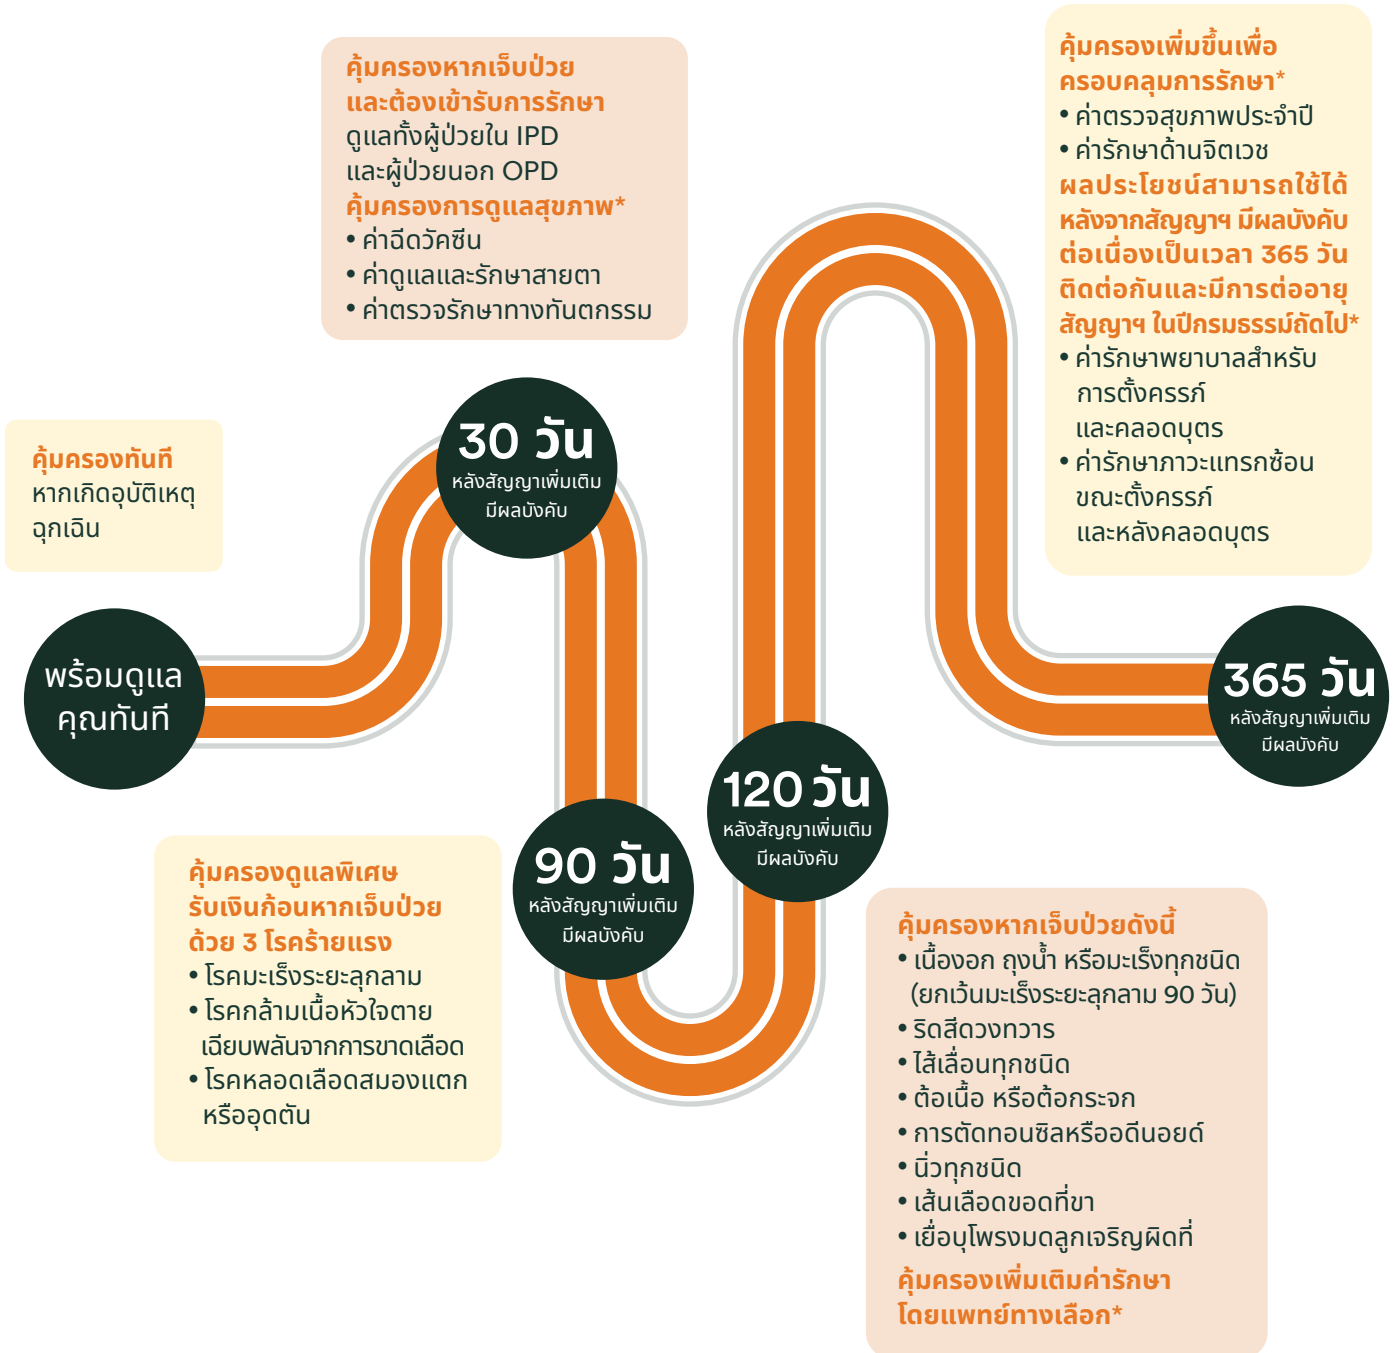 คุ้มครองทันที
หากเกิดอุบัติเหตุ
ฉุกเฉิน
พร้อมดูแล
คุณทันที
คุ้มครองหากเจ็บป่วย
และต้องเข้ารับการรักษา
ดูแลทั้งผู้ป่วยใน IPD
และผู้ป่วยนอก OPD
คุ้มครองการดูแลสุขภาพ*
• ค่าฉีดวัคซีน
• ค่าดูแลและรักษาสายตา
• ค่าตรวจรักษาทางทันตกรรม
30 วัน
หลังสัญญาเพิ่มเติม
มีผลบังคับ
คุ้มครองดูแลพิเศษ
รับเงินก้อนหากเจ็บป่วย
ด้วย 3 โรคร้ายแรง
• โรคมะเร็งระยะลุกลาม
• โรคกล้ามเนื้อหัวใจตาย
เฉียบพลันจากการขาดเลือด
• โรคหลอดเลือดสมองแตก
หรืออุดตัน
90 วัน
หลังสัญญาเพิ่มเติม
มีผลบังคับ
120 วัน
หลังสัญญาเพิ่มเติม
มีผลบังคับ
คุ้มครองหากเจ็บป่วยดังนี้
• เนื้องอก ถุงน้ำ หรือมะเร็งทุกชนิด
(ยกเว้นมะเร็งระยะลุกลาม 90 วัน)
• ริดสีดวงทวาร
• ไส้เลื่อนทุกชนิด
• ต้อเนื้อ หรือต้อกระจก
• การตัดทอนซิลหรืออดีนอยด์
• นิ่วทุกชนิด
• เส้นเลือดขอดที่ขา
• เยื่อบุโพรงมดลูกเจริญผิดที่
คุ้มครองเพิ่มเติมค่ารักษา
โดยแพทย์ทางเลือก*
คุ้มครองเพิ่มขึ้นเพื่อ
ครอบคลุมการรักษา*
• ค่าตรวจสุขภาพประจำปี
• ค่ารักษาด้านจิตเวช
ผลประโยชน์สามารถใช้ได้
หลังจากสัญญาฯ มีผลบังคับ
ต่อเนื่องเป็นเวลา 365 วัน
ติดต่อกันและมีการต่ออายุ
สัญญาฯ ในปีกรมธรรม์ถัดไป*
• ค่ารักษาพยาบาลสำหรับ
การตั้งครรภ์
และคลอดบุตร
• ค่ารักษาภาวะแทรกซ้อน
ขณะตั้งครรภ์
และหลังคลอดบุตร
365 วัน
หลังสัญญาเพิ่มเติม
มีผลบังคับ